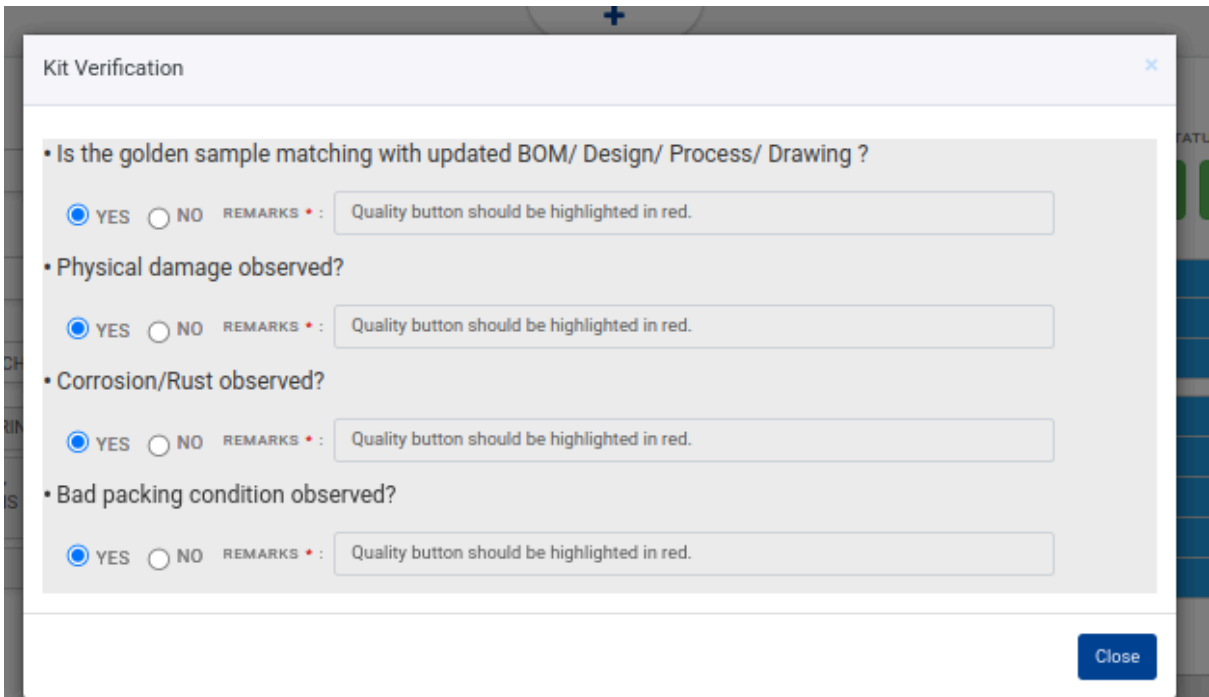 +
Kit Verification ×
• Is the golden sample matching with updated BOM/ Design/ Process/ Drawing ?
YES NO REMARKS • : Quality button should be highlighted in red.
• Physical damage observed?
YES NO REMARKS • : Quality button should be highlighted in red.
• Corrosion/Rust observed?
YES NO REMARKS • : Quality button should be highlighted in red.
• Bad packing condition observed?
YES NO REMARKS • : Quality button should be highlighted in red.
Close